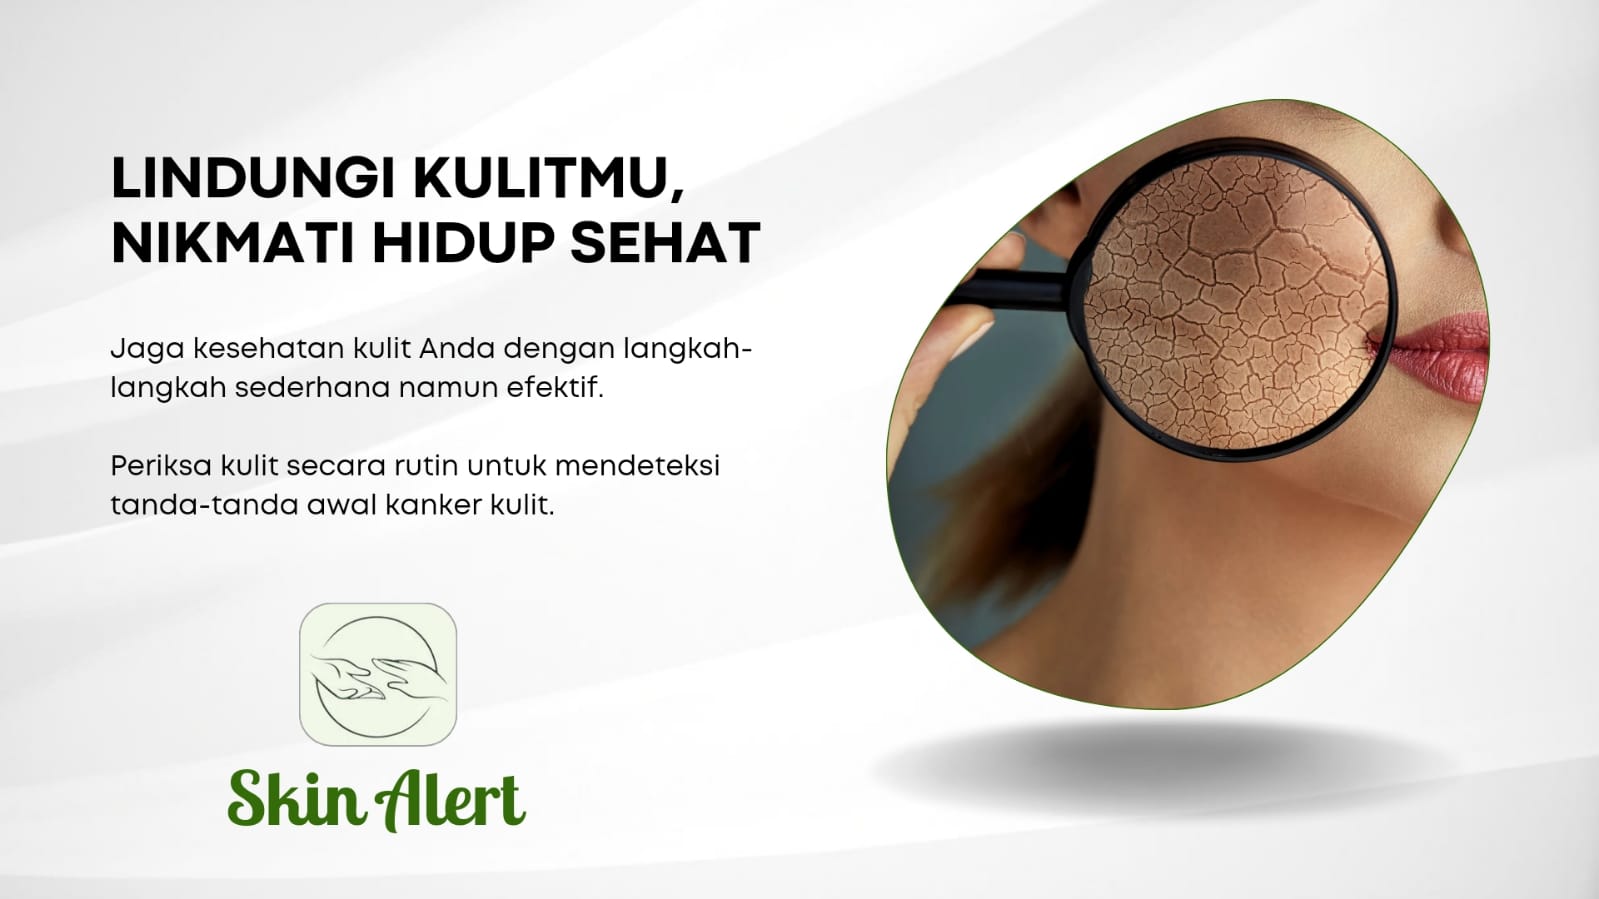 LINDUNGI KULITMU,
NIKMATI HIDUP SEHAT
Jaga kesehatan kulit Anda dengan langkah-
langkah sederhana namun efektif.
Periksa kulit secara rutin untuk mendeteksi
tanda-tanda awal kanker kulit.
Skin Alert